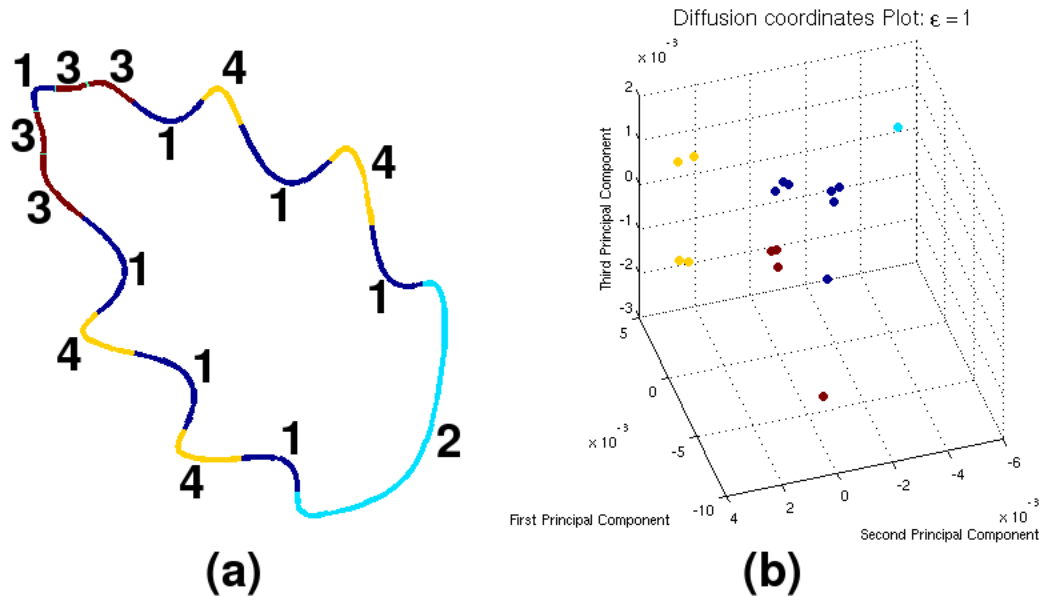 Diffusion coordinates Plot: ε = 1
1 3 3 4
1
3
3
4
1
1
4
1
1
1
4
2
(a)
x 10⁻³
2
1
0
-1
-2
-3
Third Principal Component
5
0
-5
-10
x 10⁻³
First Principal Component
4
2
0
-2
-4
-6
x 10⁻³
Second Principal Component
(b)